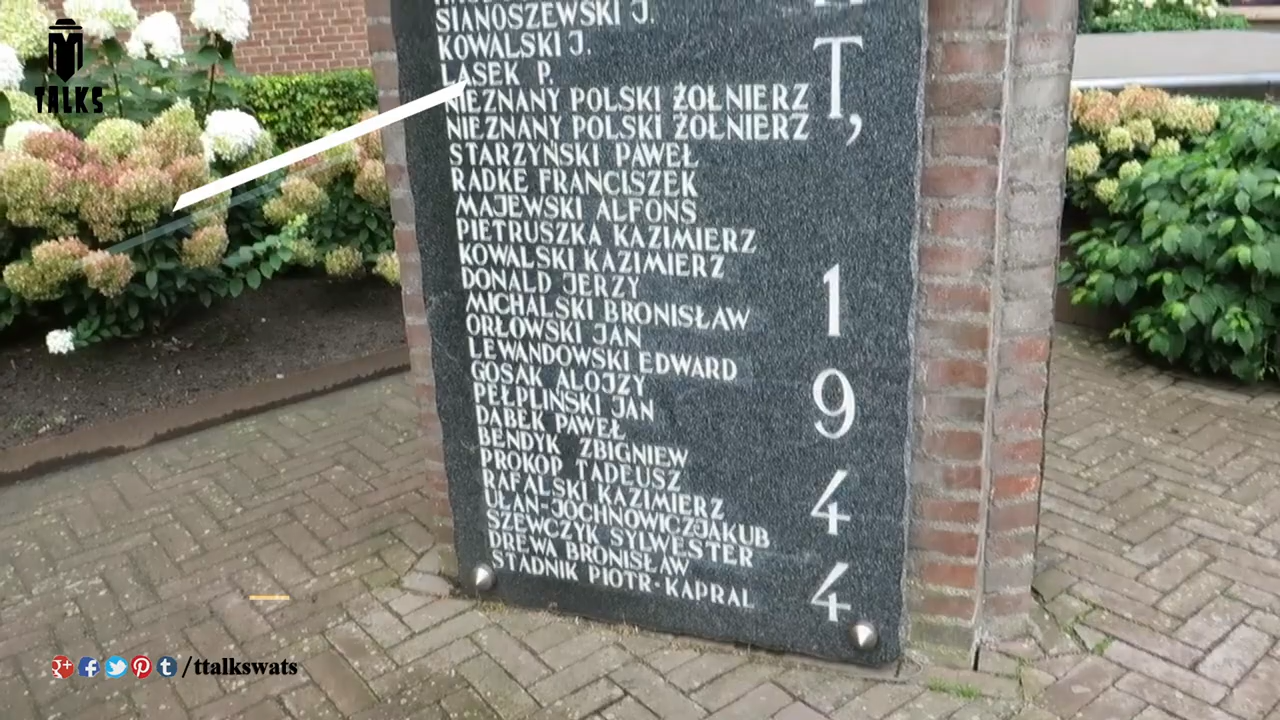 SIANOSZEWSKI J.
KOWALSKI J.
LASEK P.
NIEZNANY POLSKI ŻOŁNIERZ
NIEZNANY POLSKI ŻOŁNIERZ
STARZYŃSKI PAWEŁ
RADKE FRANCISZEK
MAJEWSKI ALFONS
PIETRUSZKA KAZIMIERZ
KOWALSKI KAZIMIERZ
DONALD JERZY
MICHALSKI BRONISŁAW
ORŁOWSKI JAN
LEWANDOWSKI EDWARD
GOSAK ALOJZY
PEŁPLIŃSKI JAN
DĄBEK PAWEŁ
BENDYK ZBIGNIEW
PROKOP TADEUSZ
RAFALSKI KAZIMIERZ
UŁAN-JOCHNOWICZ JAKUB
SZEWCZYK SYLWESTER
DREWA BRONISŁAW
STADNIK PIOTR-KAPRAL
T,
1
9
4
4
TALKS
/ttalkswats